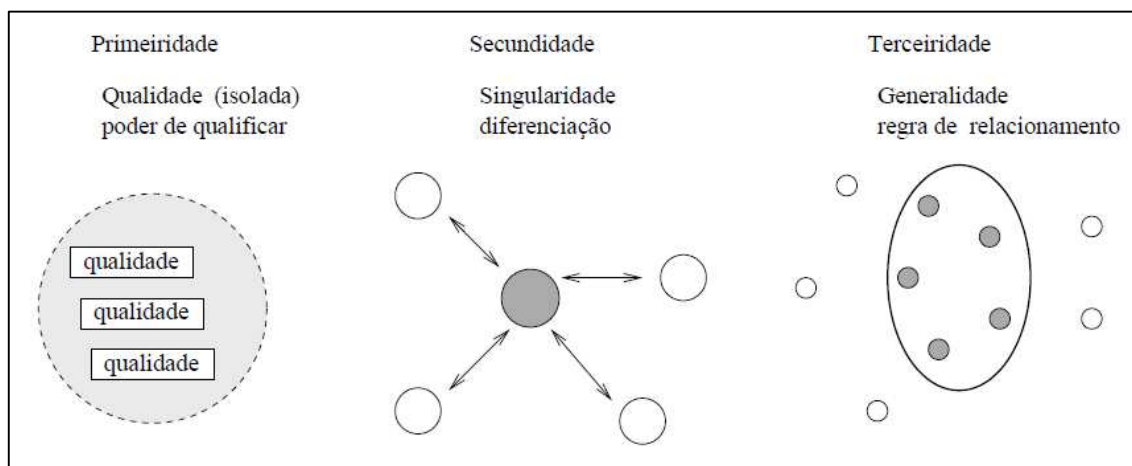 Primeiridade
Qualidade (isolada)
poder de qualificar
qualidade
qualidade
qualidade
Secundidade
Singularidade
diferenciação
Terceiridade
Generalidade
regra de relacionamento